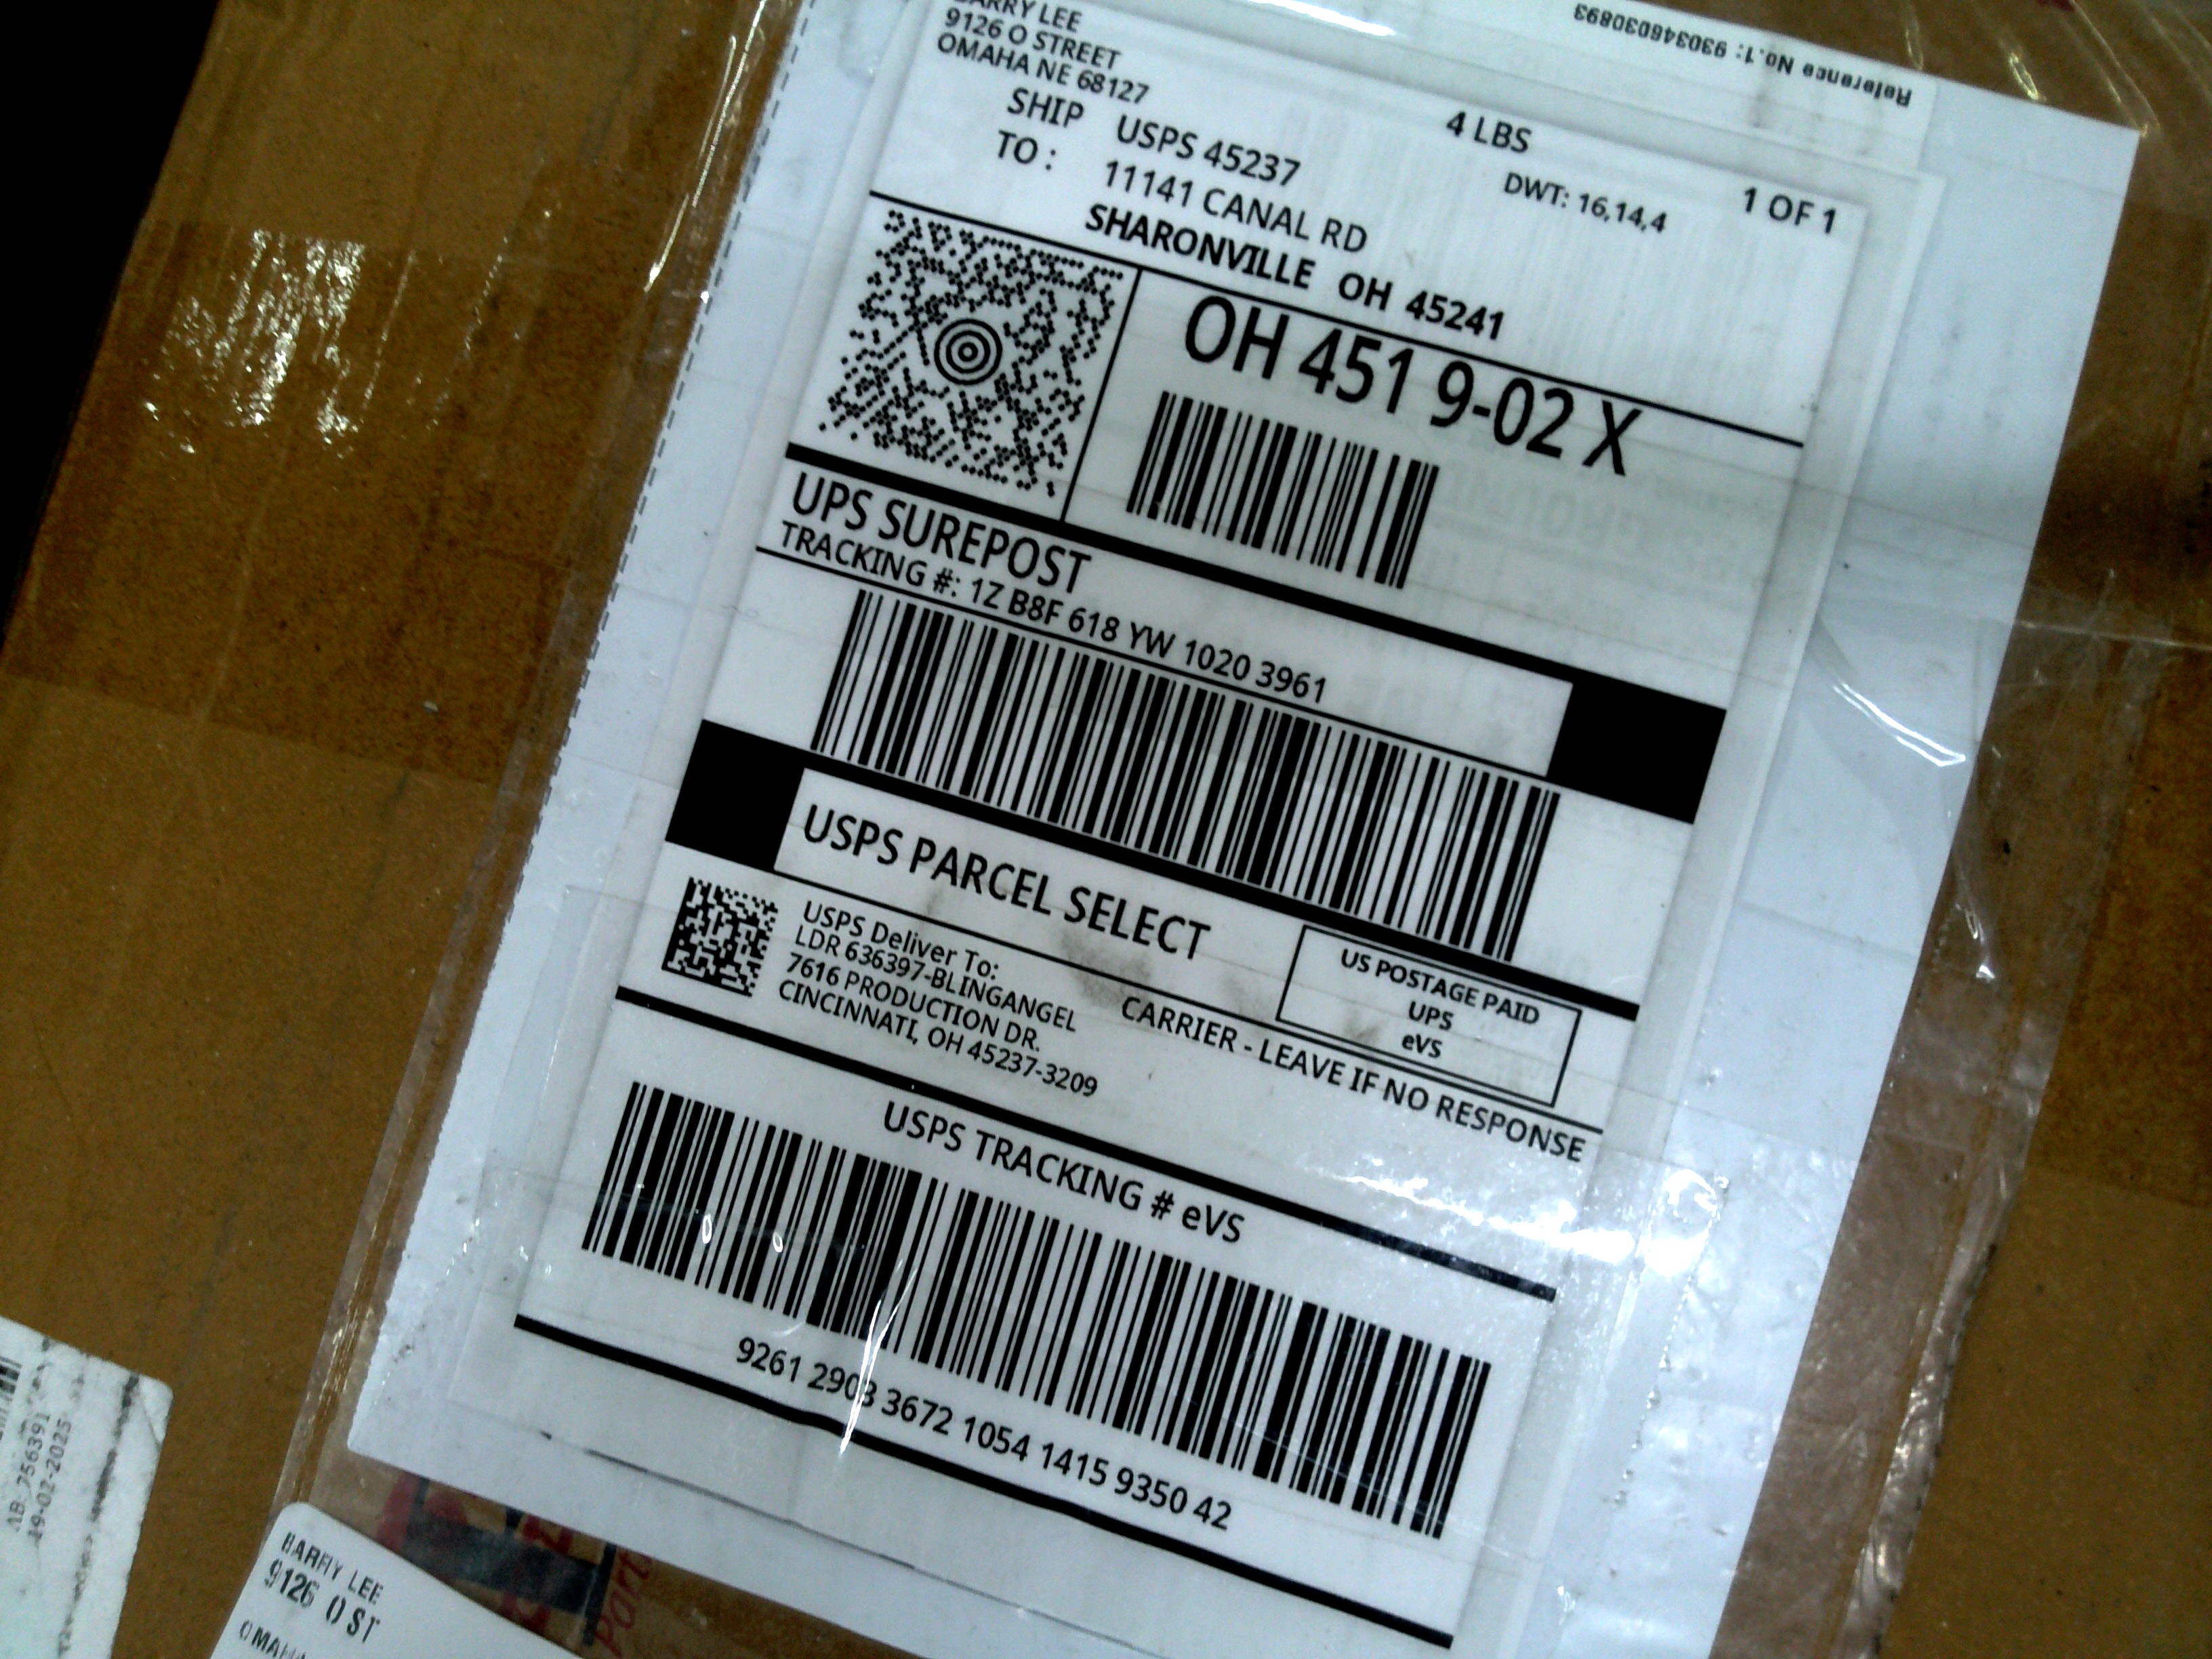 Reference No.1: 930346030893
BARRY LEE
9126 O STREET
OMAHA NE 68127
4 LBS
1 OF 1
DWT: 16,14,4
SHIP TO :
USPS 45237
11141 CANAL RD
SHARONVILLE OH 45241
OH 451 9-02 X
UPS SUREPOST
TRACKING #: 1Z B8F 618 YW 1020 3961
USPS PARCEL SELECT
US POSTAGE PAID
UPS
eVS
USPS Deliver To:
LDR 636397-BLINGANGEL
7616 PRODUCTION DR.
CINCINNATI, OH 45237-3209
CARRIER - LEAVE IF NO RESPONSE
USPS TRACKING # eVS
9261 2903 3672 1054 1415 9350 42
AB 756391
19-02-2025
BARRY LEE
9126 O ST